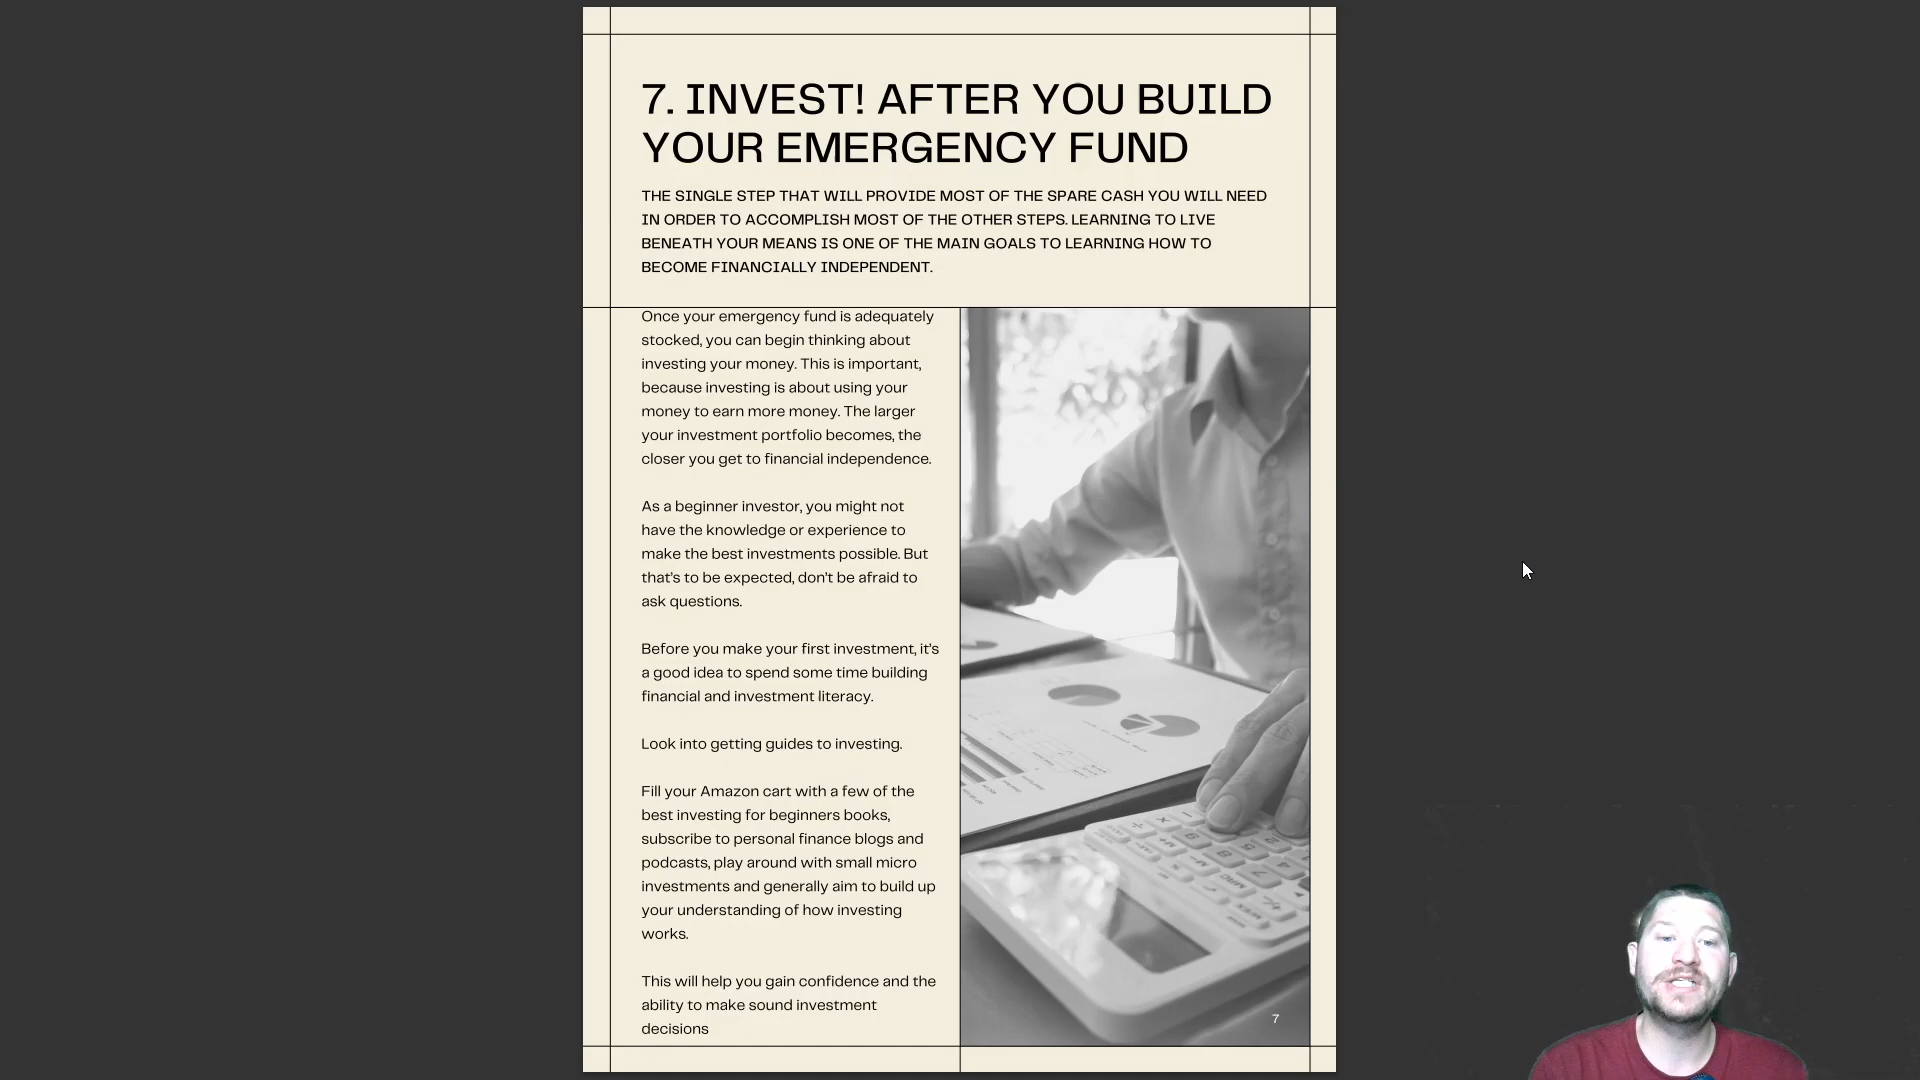 7. INVEST! AFTER YOU BUILD
YOUR EMERGENCY FUND
THE SINGLE STEP THAT WILL PROVIDE MOST OF THE SPARE CASH YOU WILL NEED
IN ORDER TO ACCOMPLISH MOST OF THE OTHER STEPS. LEARNING TO LIVE
BENEATH YOUR MEANS IS ONE OF THE MAIN GOALS TO LEARNING HOW TO
BECOME FINANCIALLY INDEPENDENT.
Once your emergency fund is adequately
stocked, you can begin thinking about
investing your money. This is important,
because investing is about using your
money to earn more money. The larger
your investment portfolio becomes, the
closer you get to financial independence.
As a beginner investor, you might not
have the knowledge or experience to
make the best investments possible. But
that's to be expected, don't be afraid to
ask questions.
Before you make your first investment, it's
a good idea to spend some time building
financial and investment literacy.
Look into getting guides to investing.
Fill your Amazon cart with a few of the
best investing for beginners books,
subscribe to personal finance blogs and
podcasts, play around with small micro
investments and generally aim to build up
your understanding of how investing
works.
This will help you gain confidence and the
ability to make sound investment
decisions
7